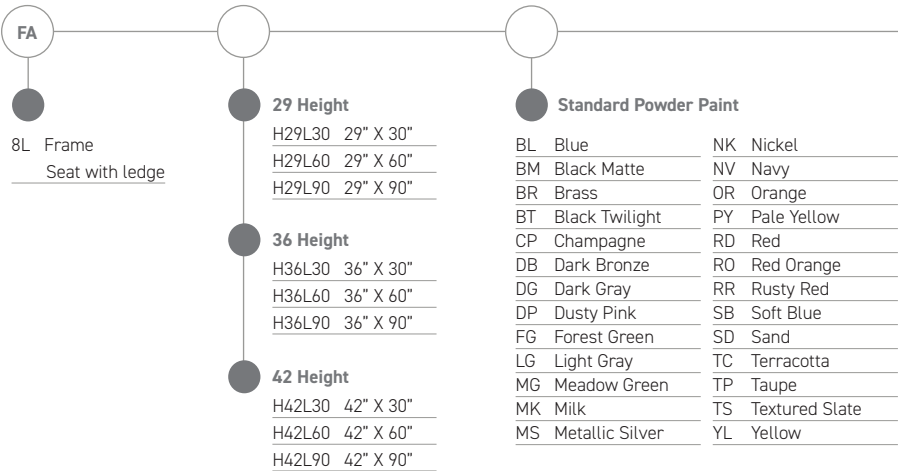 FA
8L Frame
Seat with ledge
29 Height
H29L30 29" X 30"
H29L60 29" X 60"
H29L90 29" X 90"
36 Height
H36L30 36" X 30"
H36L60 36" X 60"
H36L90 36" X 90"
42 Height
H42L30 42" X 30"
H42L60 42" X 60"
H42L90 42" X 90"
Standard Powder Paint
BL Blue
BM Black Matte
BR Brass
BT Black Twilight
CP Champagne
DB Dark Bronze
DG Dark Gray
DP Dusty Pink
FG Forest Green
LG Light Gray
MG Meadow Green
MK Milk
MS Metallic Silver
NK Nickel
NV Navy
OR Orange
PY Pale Yellow
RD Red
RO Red Orange
RR Rusty Red
SB Soft Blue
SD Sand
TC Terracotta
TP Taupe
TS Textured Slate
YL Yellow